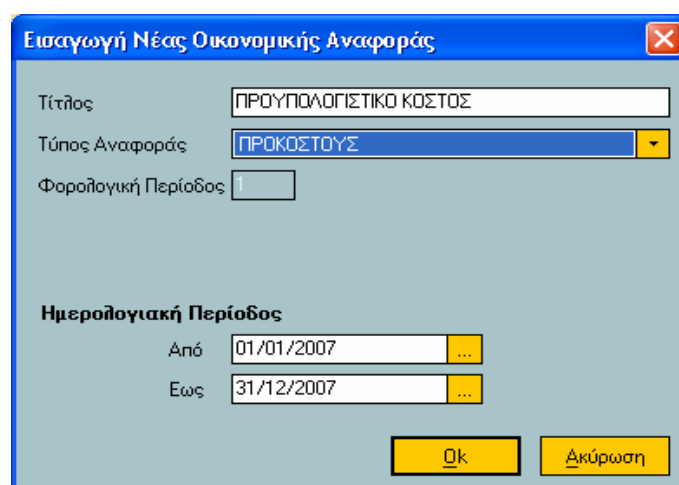 Εισαγωγή Νέας Οικονομικής Αναφοράς
Τίτλος ΠΡΟΥΠΟΛΟΓΙΣΤΙΚΟ ΚΟΣΤΟΣ
Τύπος Αναφοράς ΠΡΟΚΟΣΤΟΥΣ
Φορολογική Περίοδος 1
Ημερολογιακή Περίοδος
Από 01/01/2007 ...
Εως 31/12/2007 ...
Ok Ακύρωση